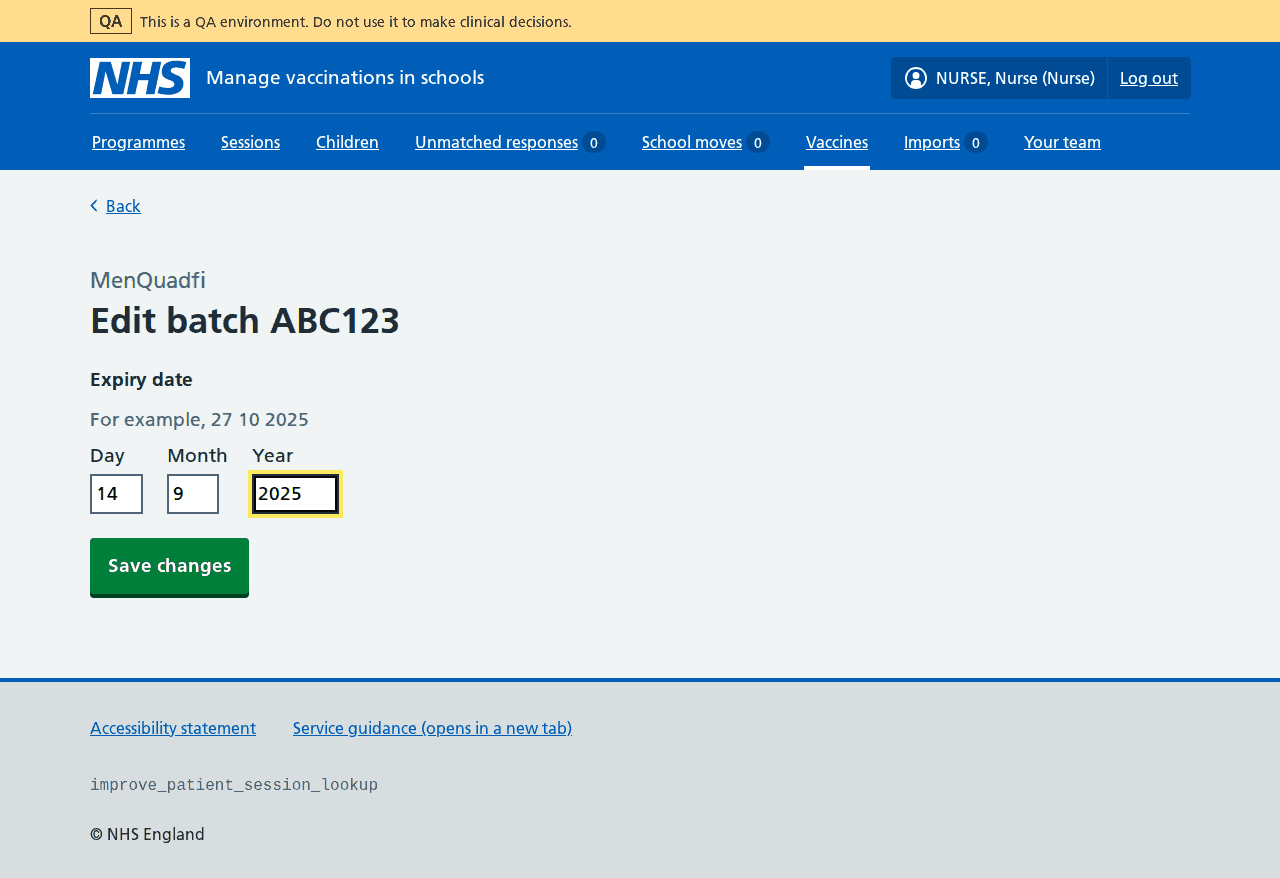 QA This is a QA environment. Do not use it to make clinical decisions.
NHS Manage vaccinations in schools NURSE, Nurse (Nurse) Log out
Programmes Sessions Children Unmatched responses 0 School moves 0 Vaccines Imports 0 Your team
Back
MenQuadfi
Edit batch ABC123
Expiry date
For example, 27 10 2025
Day Month Year
14 9 2025
Save changes
Accessibility statement Service guidance (opens in a new tab)
improve_patient_session_lookup
© NHS England